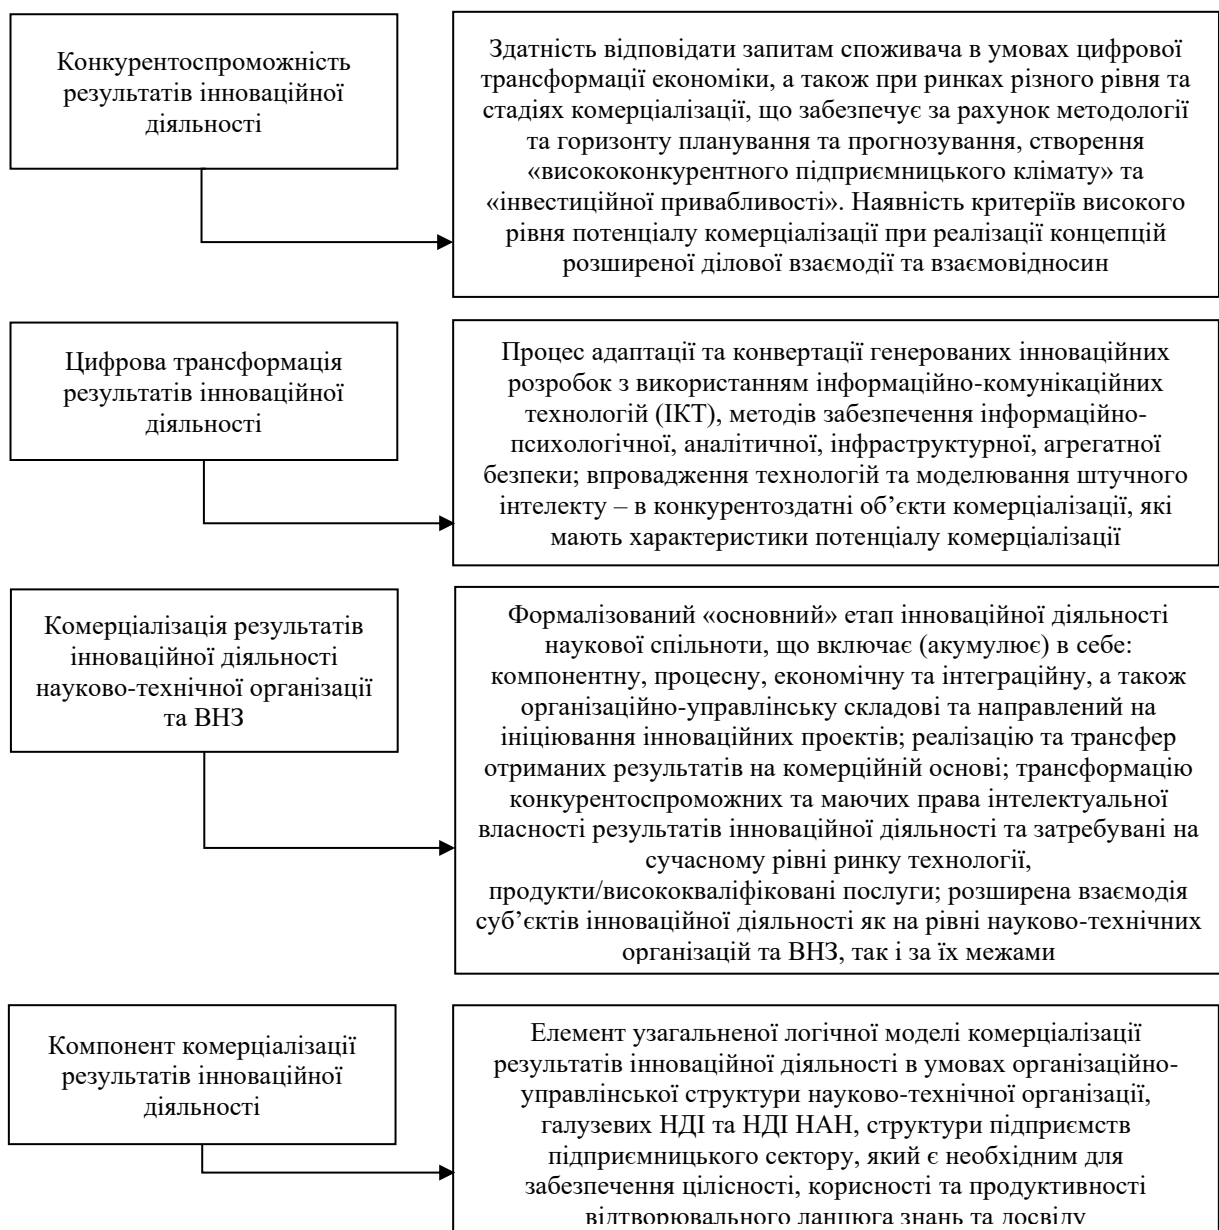 Конкурентоспроможність
результатів інноваційної
діяльності
Здатність відповідати запитам споживача в умовах цифрової
трансформації економіки, а також при ринках різного рівня та
стадіях комерціалізації, що забезпечує за рахунок методології
та горизонту планування та прогнозування, створення
«висококонкурентного підприємницького клімату» та
«інвестиційної привабливості». Наявність критеріїв високого
рівня потенціалу комерціалізації при реалізації концепцій
розширеної ділової взаємодії та взаємовідносин
Цифрова трансформація
результатів інноваційної
діяльності
Процес адаптації та конвертації генерованих інноваційних
розробок з використанням інформаційно-комунікаційних
технологій (ІКТ), методів забезпечення інформаційно-
психологічної, аналітичної, інфраструктурної, агрегатної
безпеки; впровадження технологій та моделювання штучного
інтелекту – в конкурентоздатні об’єкти комерціалізації, які
мають характеристики потенціалу комерціалізації
Комерціалізація результатів
інноваційної діяльності
науково-технічної організації
та ВНЗ
Формалізований «основний» етап інноваційної діяльності
наукової спільноти, що включає (акумулює) в себе:
компонентну, процесну, економічну та інтеграційну, а також
організаційно-управлінську складові та направлений на
ініціювання інноваційних проектів; реалізацію та трансфер
отриманих результатів на комерційній основі; трансформацію
конкурентоспроможних та маючих права інтелектуальної
власності результатів інноваційної діяльності та затребувані на
сучасному рівні ринку технології,
продукти/висококваліфіковані послуги; розширена взаємодія
суб’єктів інноваційної діяльності як на рівні науково-технічних
організацій та ВНЗ, так і за їх межами
Компонент комерціалізації
результатів інноваційної
діяльності
Елемент узагальненої логічної моделі комерціалізації
результатів інноваційної діяльності в умовах організаційно-
управлінської структури науково-технічної організації,
галузевих НДІ та НДІ НАН, структури підприємств
підприємницького сектору, який є необхідним для
забезпечення цілісності, корисності та продуктивності
відтворювального ланцюга знань та досвіду